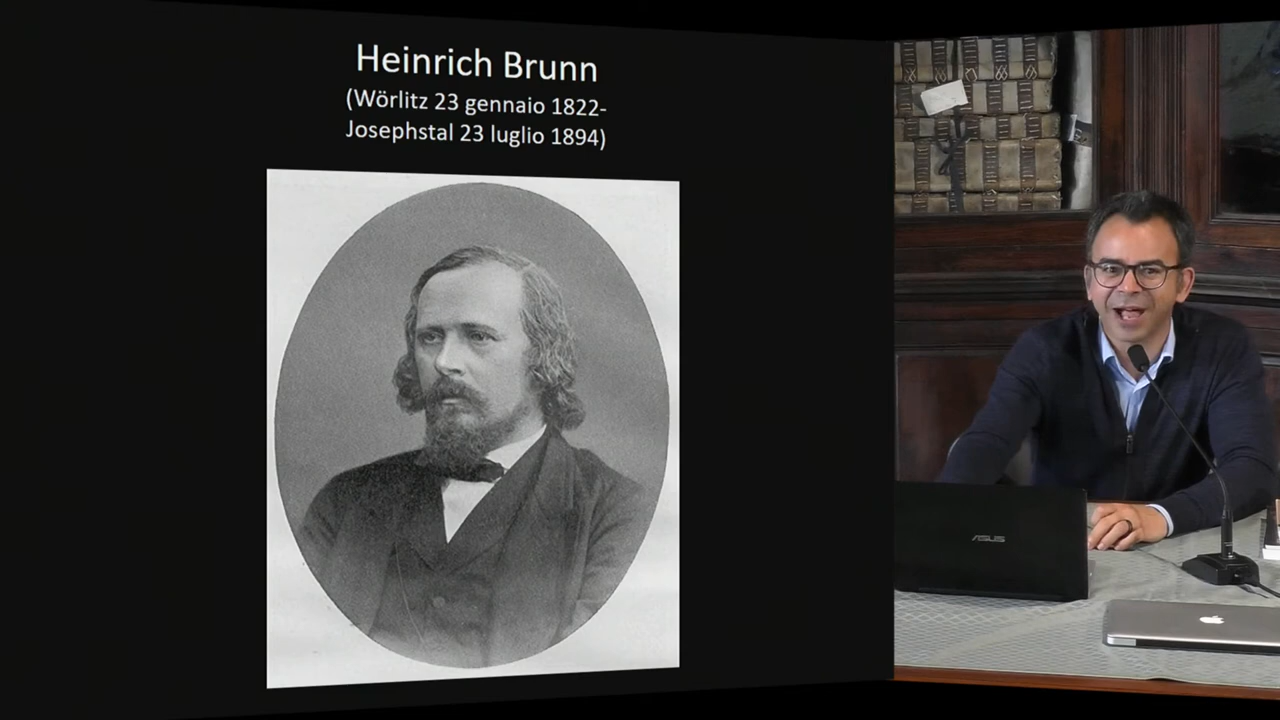 Heinrich Brunn
(Wörlitz 23 gennaio 1822-
Josephstal 23 luglio 1894)
ASUS